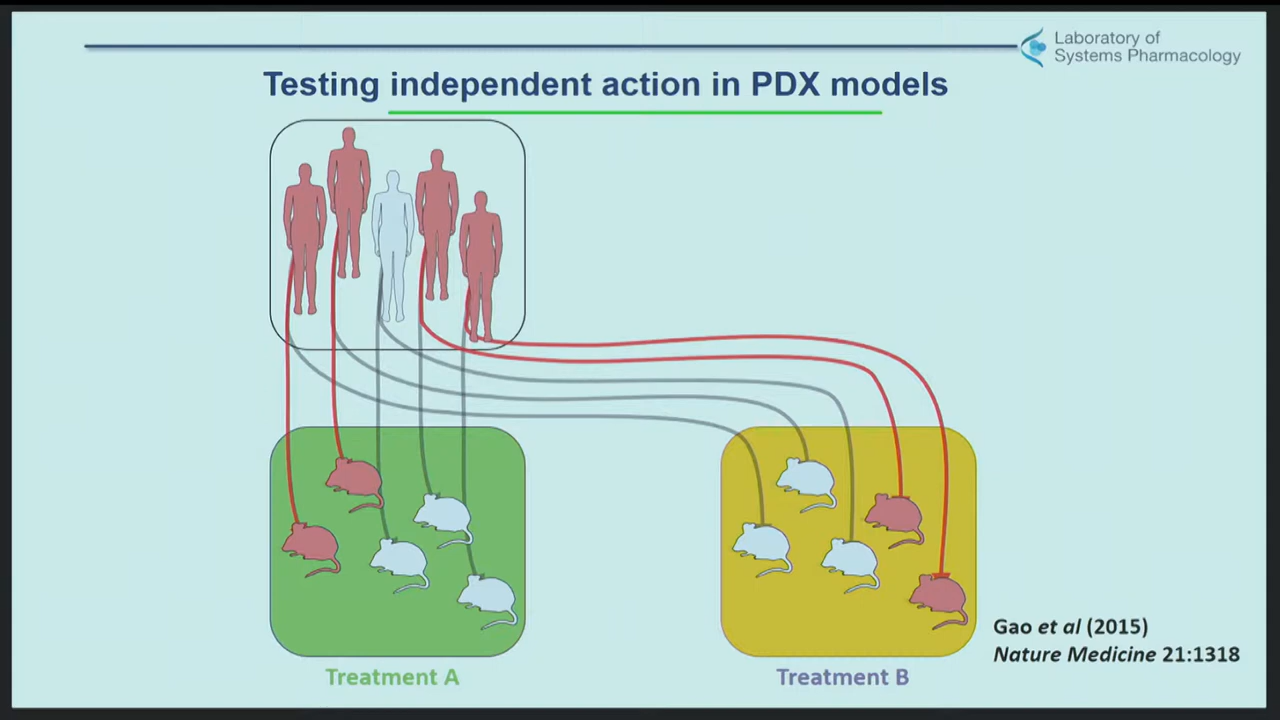 Laboratory of
Systems Pharmacology
Testing independent action in PDX models
Treatment A
Treatment B
Gao et al (2015)
Nature Medicine 21:1318